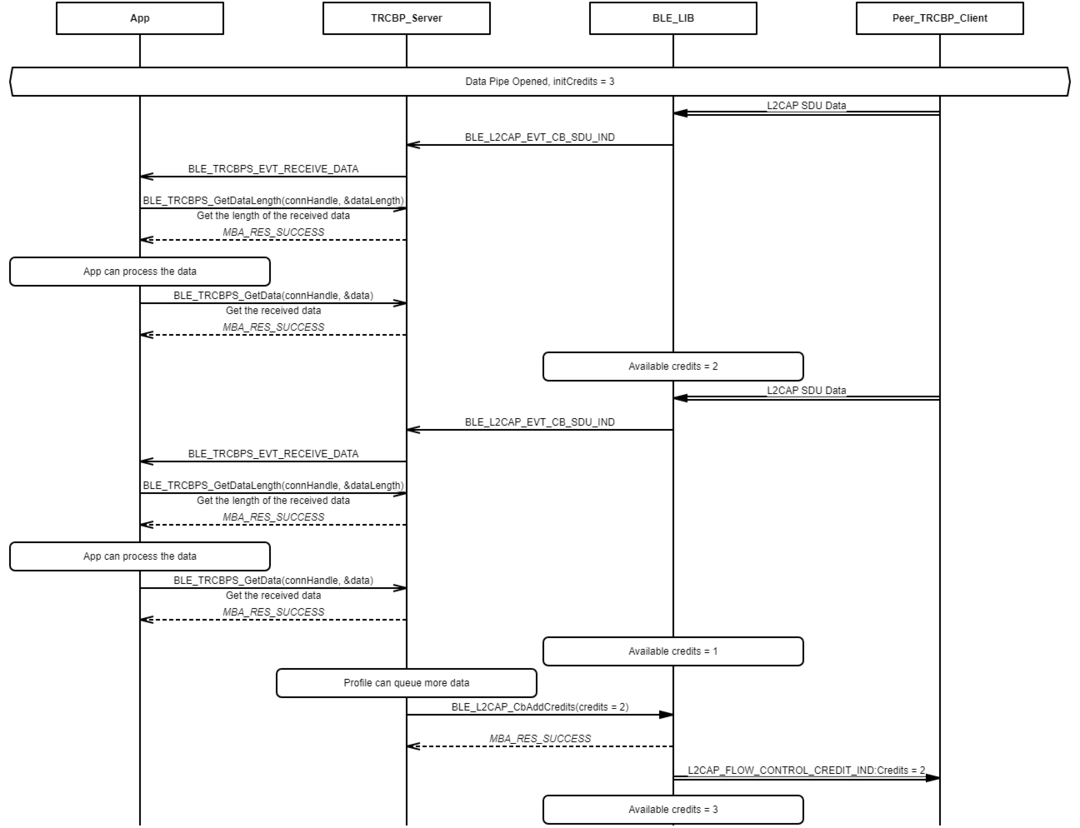 App
TRCBP_Server
BLE_LIB
Peer_TRCBP_Client
Data Pipe Opened, initCredits = 3
L2CAP SDU Data
BLE_L2CAP_EVT_CB_SDU_IND
BLE_TRCBPS_EVT_RECEIVE_DATA
BLE_TRCBPS_GetDataLength(connHandle, &dataLength)
Get the length of the received data
MBA_RES_SUCCESS
App can process the data
BLE_TRCBPS_GetData(connHandle, &data)
Get the received data
MBA_RES_SUCCESS
Available credits = 2
L2CAP SDU Data
BLE_L2CAP_EVT_CB_SDU_IND
BLE_TRCBPS_EVT_RECEIVE_DATA
BLE_TRCBPS_GetDataLength(connHandle, &dataLength)
Get the length of the received data
MBA_RES_SUCCESS
App can process the data
BLE_TRCBPS_GetData(connHandle, &data)
Get the received data
MBA_RES_SUCCESS
Available credits = 1
Profile can queue more data
BLE_L2CAP_CbAddCredits(credits = 2)
MBA_RES_SUCCESS
L2CAP_FLOW_CONTROL_CREDIT_IND:Credits = 2
Available credits = 3